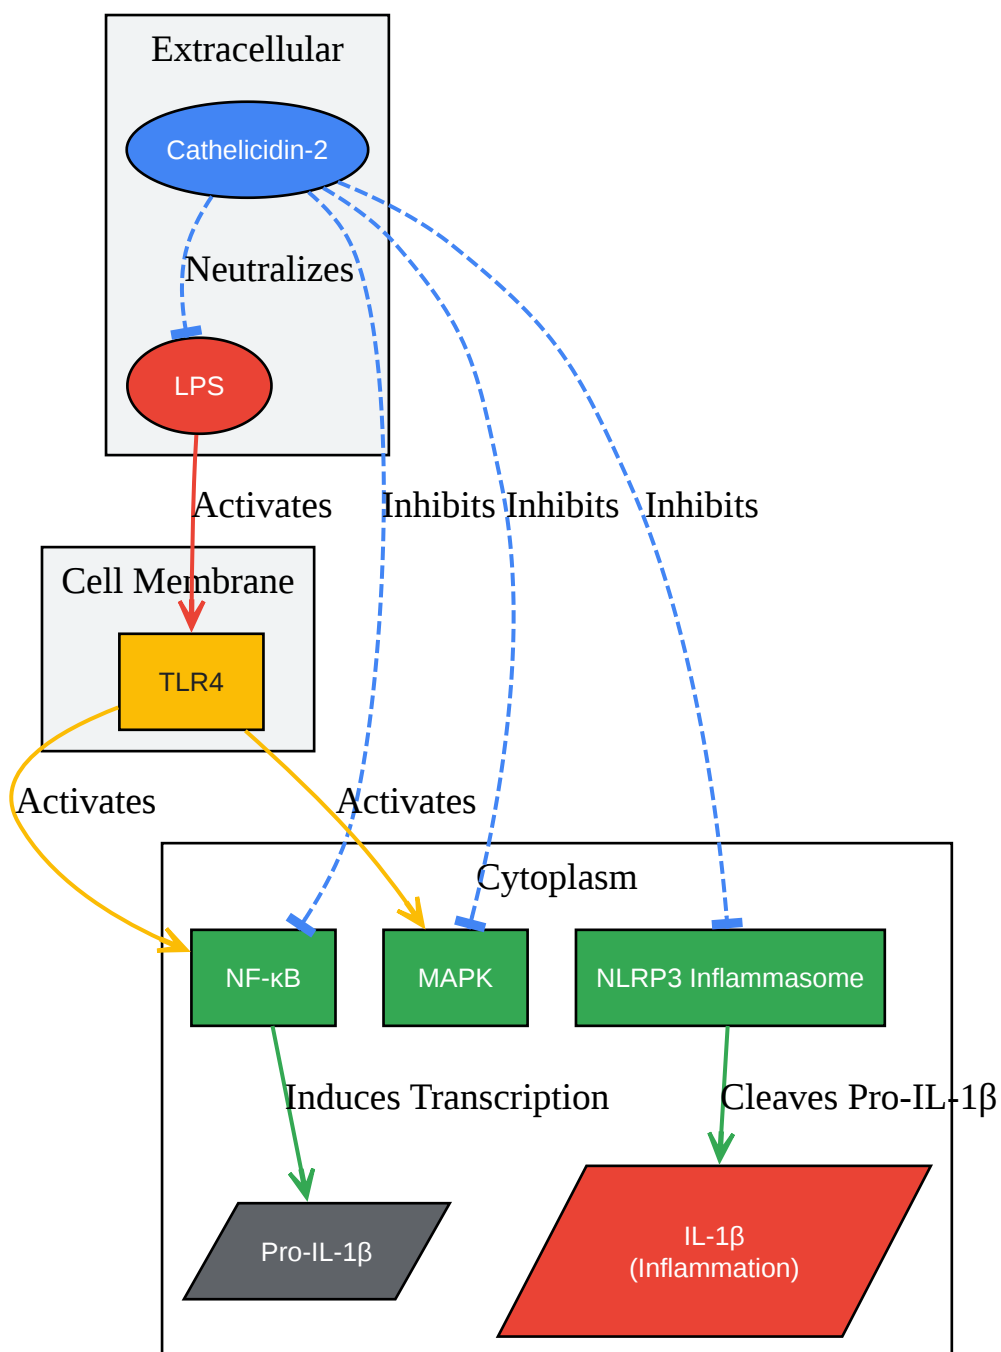 Extracellular
Cathelicidin-2
Neutralizes
LPS
Activates
Inhibits
Inhibits
Inhibits
Cell Membrane
TLR4
Activates
Activates
Cytoplasm
NF-κB
MAPK
NLRP3 Inflammasome
Induces Transcription
Cleaves Pro-IL-1β
Pro-IL-1β
IL-1β
(Inflammation)